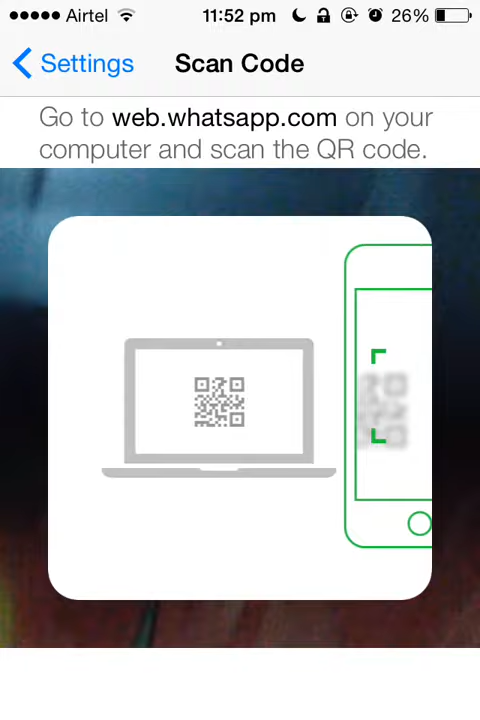 Airtel 11:52 pm 26%
Settings Scan Code
Go to web.whatsapp.com on your
computer and scan the QR code.